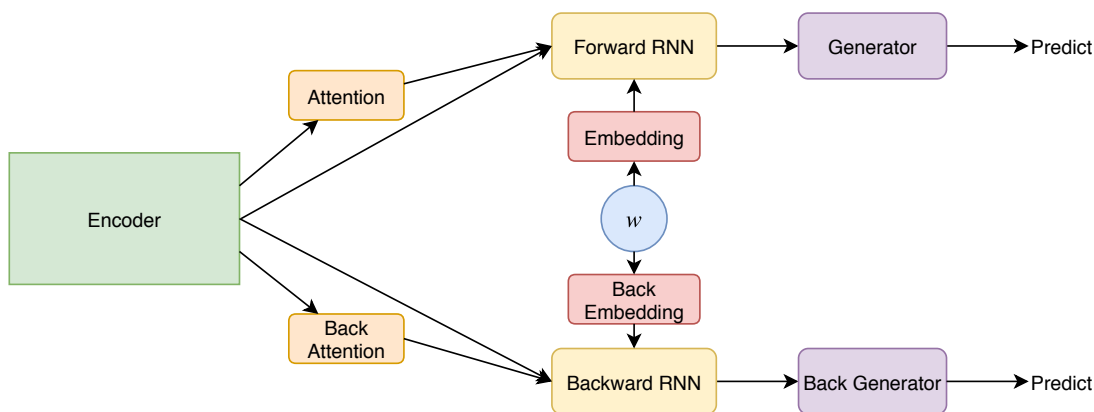 Forward RNN
Generator
Predict
Attention
Embedding
Encoder
w
Back
Embedding
Back
Attention
Backward RNN
Back Generator
Predict